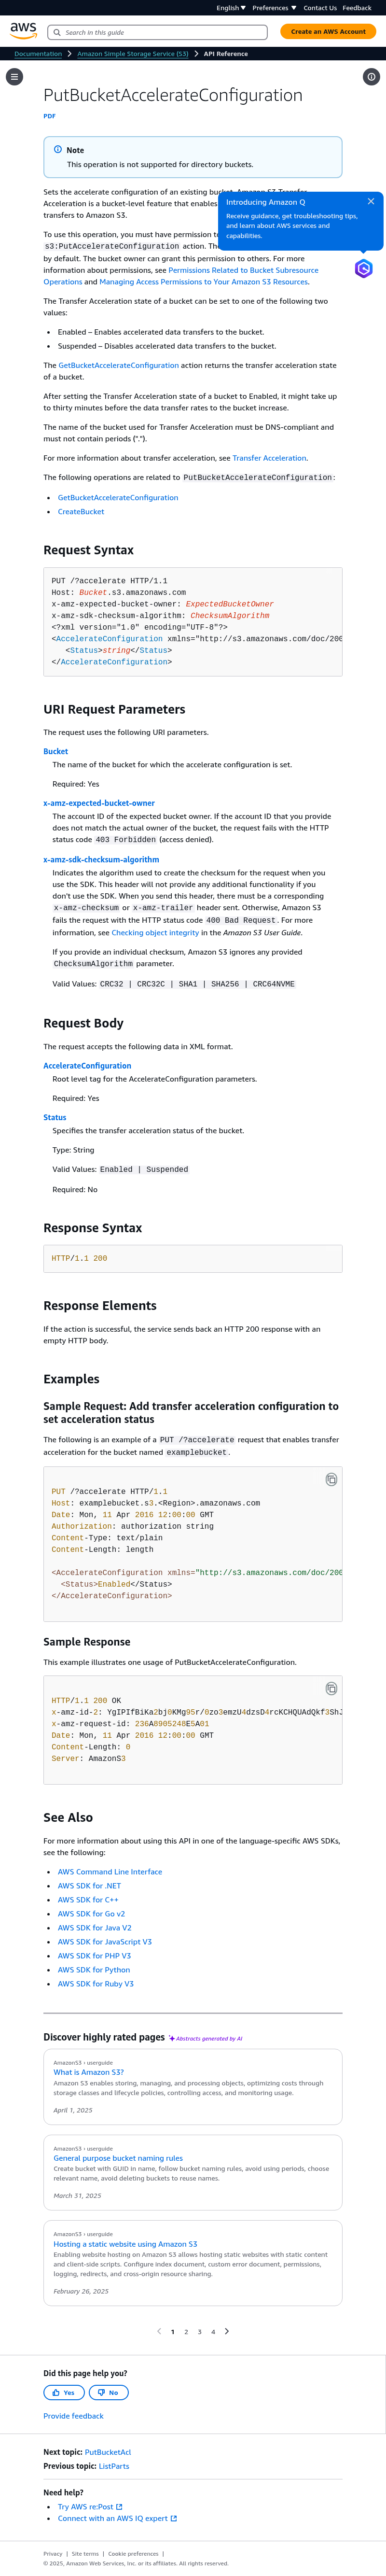 English Preferences Contact Us Feedback
aws
Search in this guide
Create an AWS Account
Documentation Amazon Simple Storage Service (S3) API Reference
PutBucketAccelerateConfiguration
PDF
Note
This operation is not supported for directory buckets.
Sets the accelerate configuration of an existing bucket. Amazon S3 Transfer
Acceleration is a bucket-level feature that enables
transfers to Amazon S3.
Introducing Amazon Q
Receive guidance, get troubleshooting tips,
and learn about AWS services and
capabilities.
To use this operation, you must have permission to
s3:PutAccelerateConfiguration action. The
by default. The bucket owner can grant this permission to others. For more
information about permissions, see Permissions Related to Bucket Subresource
Operations and Managing Access Permissions to Your Amazon S3 Resources.
The Transfer Acceleration state of a bucket can be set to one of the following two
values:
• Enabled – Enables accelerated data transfers to the bucket.
• Suspended – Disables accelerated data transfers to the bucket.
The GetBucketAccelerateConfiguration action returns the transfer acceleration state
of a bucket.
After setting the Transfer Acceleration state of a bucket to Enabled, it might take up
to thirty minutes before the data transfer rates to the bucket increase.
The name of the bucket used for Transfer Acceleration must be DNS-compliant and
must not contain periods (".").
For more information about transfer acceleration, see Transfer Acceleration.
The following operations are related to PutBucketAccelerateConfiguration:
• GetBucketAccelerateConfiguration
• CreateBucket
Request Syntax
PUT /?accelerate HTTP/1.1
Host: Bucket.s3.amazonaws.com
x-amz-expected-bucket-owner: ExpectedBucketOwner
x-amz-sdk-checksum-algorithm: ChecksumAlgorithm
<?xml version="1.0" encoding="UTF-8"?>
<AccelerateConfiguration xmlns="http://s3.amazonaws.com/doc/200
<Status>string</Status>
</AccelerateConfiguration>
URI Request Parameters
The request uses the following URI parameters.
Bucket
The name of the bucket for which the accelerate configuration is set.
Required: Yes
x-amz-expected-bucket-owner
The account ID of the expected bucket owner. If the account ID that you provide
does not match the actual owner of the bucket, the request fails with the HTTP
status code 403 Forbidden (access denied).
x-amz-sdk-checksum-algorithm
Indicates the algorithm used to create the checksum for the request when you
use the SDK. This header will not provide any additional functionality if you
don't use the SDK. When you send this header, there must be a corresponding
x-amz-checksum or x-amz-trailer header sent. Otherwise, Amazon S3
fails the request with the HTTP status code 400 Bad Request. For more
information, see Checking object integrity in the Amazon S3 User Guide.
If you provide an individual checksum, Amazon S3 ignores any provided
ChecksumAlgorithm parameter.
Valid Values: CRC32 | CRC32C | SHA1 | SHA256 | CRC64NVME
Request Body
The request accepts the following data in XML format.
AccelerateConfiguration
Root level tag for the AccelerateConfiguration parameters.
Required: Yes
Status
Specifies the transfer acceleration status of the bucket.
Type: String
Valid Values: Enabled | Suspended
Required: No
Response Syntax
HTTP/1.1 200
Response Elements
If the action is successful, the service sends back an HTTP 200 response with an
empty HTTP body.
Examples
Sample Request: Add transfer acceleration configuration to
set acceleration status
The following is an example of a PUT /?accelerate request that enables transfer
acceleration for the bucket named examplebucket.
PUT /?accelerate HTTP/1.1
Host: examplebucket.s3.<Region>.amazonaws.com
Date: Mon, 11 Apr 2016 12:00:00 GMT
Authorization: authorization string
Content-Type: text/plain
Content-Length: length
<AccelerateConfiguration xmlns="http://s3.amazonaws.com/doc/200
<Status>Enabled</Status>
</AccelerateConfiguration>
Sample Response
This example illustrates one usage of PutBucketAccelerateConfiguration.
HTTP/1.1 200 OK
x-amz-id-2: YgIPIfBiKa2bj0KMg95r/0zo3emzU4dzsD4rcKCHQUAdQkf3ShJ
x-amz-request-id: 236A8905248E5A01
Date: Mon, 11 Apr 2016 12:00:00 GMT
Content-Length: 0
Server: AmazonS3
See Also
For more information about using this API in one of the language-specific AWS SDKs,
see the following:
• AWS Command Line Interface
• AWS SDK for .NET
• AWS SDK for C++
• AWS SDK for Go v2
• AWS SDK for Java V2
• AWS SDK for JavaScript V3
• AWS SDK for PHP V3
• AWS SDK for Python
• AWS SDK for Ruby V3
Discover highly rated pages Abstracts generated by AI
AmazonS3 › userguide
What is Amazon S3?
Amazon S3 enables storing, managing, and processing objects, optimizing costs through
storage classes and lifecycle policies, controlling access, and monitoring usage.
April 1, 2025
AmazonS3 › userguide
General purpose bucket naming rules
Create bucket with GUID in name, follow bucket naming rules, avoid using periods, choose
relevant name, avoid deleting buckets to reuse names.
March 31, 2025
AmazonS3 › userguide
Hosting a static website using Amazon S3
Enabling website hosting on Amazon S3 allows hosting static websites with static content
and client-side scripts. Configure index document, custom error document, permissions,
logging, redirects, and cross-origin resource sharing.
February 26, 2025
1 2 3 4
Did this page help you?
Yes No
Provide feedback
Next topic: PutBucketAcl
Previous topic: ListParts
Need help?
• Try AWS re:Post
• Connect with an AWS IQ expert
Privacy | Site terms | Cookie preferences |
© 2025, Amazon Web Services, Inc. or its affiliates. All rights reserved.